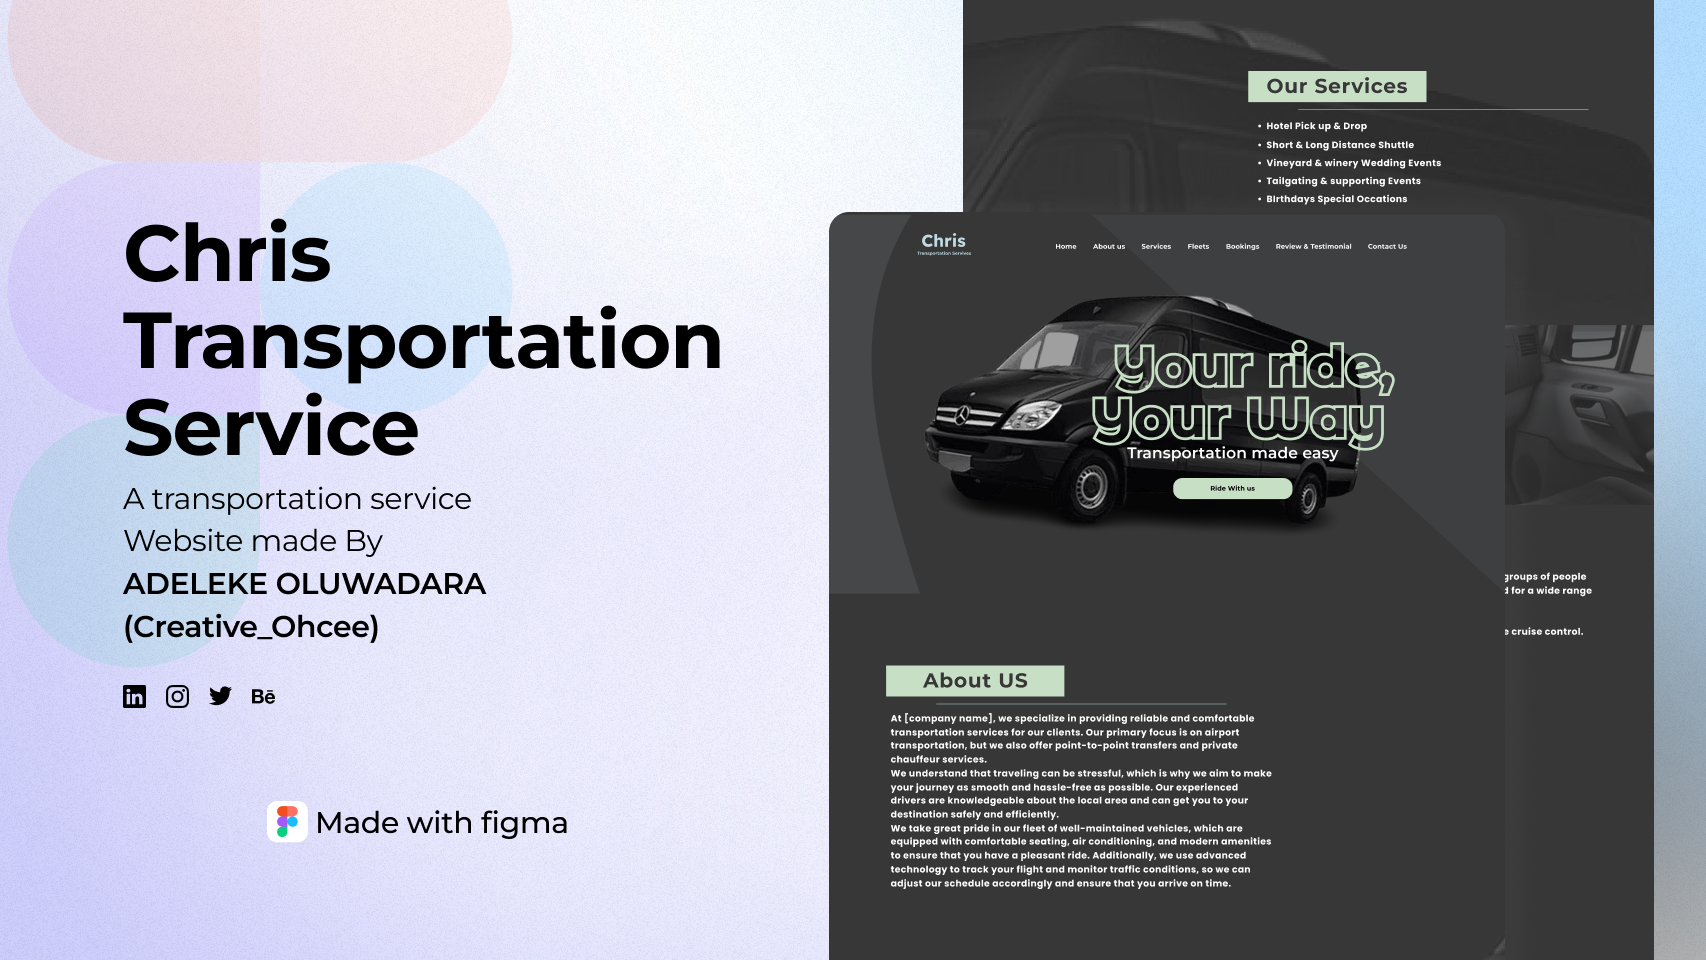 Chris
Transportation
Service
A transportation service
Website made By
ADELEKE OLUWADARA
(Creative_Ohcee)
in
Bē
Made with figma
Our Services
• Hotel Pick up & Drop
• Short & Long Distance Shuttle
• Vineyard & winery Wedding Events
• Tailgating & supporting Events
• BIrthdays Special Occations
Chris
Transportation Services
Home About us Services Fleets Bookings Review & Testimonial Contact Us
Your ride,
Your Way
Transportation made easy
Ride With us
groups of people
d for a wide range
e cruise control.
About US
At [company name], we specialize in providing reliable and comfortable
transportation services for our clients. Our primary focus is on airport
transportation, but we also offer point-to-point transfers and private
chauffeur services.
We understand that traveling can be stressful, which is why we aim to make
your journey as smooth and hassle-free as possible. Our experienced
drivers are knowledgeable about the local area and can get you to your
destination safely and efficiently.
We take great pride in our fleet of well-maintained vehicles, which are
equipped with comfortable seating, air conditioning, and modern amenities
to ensure that you have a pleasant ride. Additionally, we use advanced
technology to track your flight and monitor traffic conditions, so we can
adjust our schedule accordingly and ensure that you arrive on time.